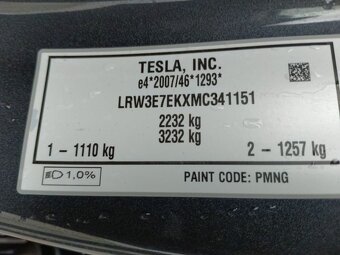 TESLA, INC.
e4*2007/46*1293*
LRW3E7EKXMC341151
2232 kg
3232 kg
1 – 1110 kg 2 – 1257 kg
1,0%
PAINT CODE: PMNG